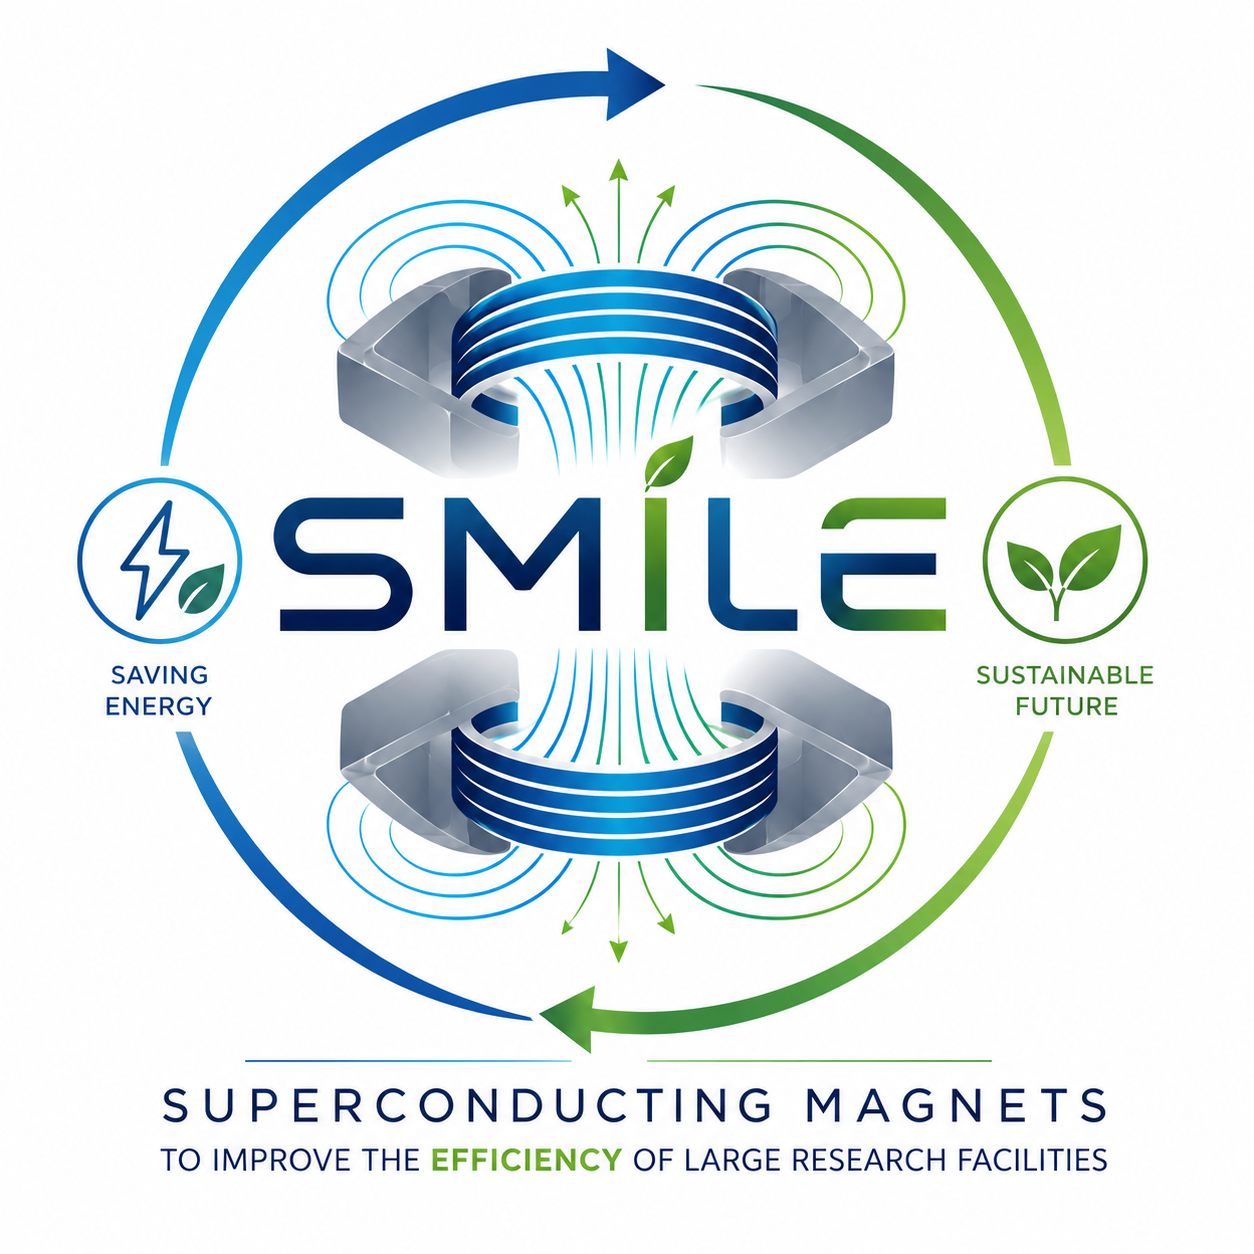 SMILE
SAVING
ENERGY
SUSTAINABLE
FUTURE
SUPERCONDUCTING MAGNETS
TO IMPROVE THE EFFICIENCY OF LARGE RESEARCH FACILITIES